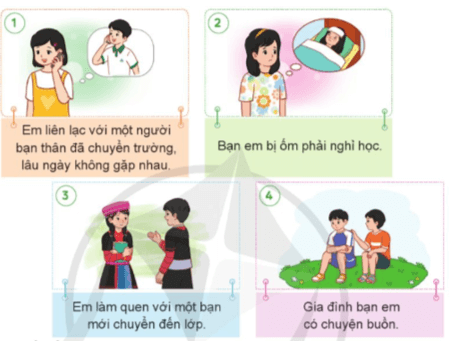 1
Em liên lạc với một người
bạn thân đã chuyển trường,
lâu ngày không gặp nhau.
2
Bạn em bị ốm phải nghỉ học.
3
Em làm quen với một bạn
mới chuyển đến lớp.
4
Gia đình bạn em
có chuyện buồn.